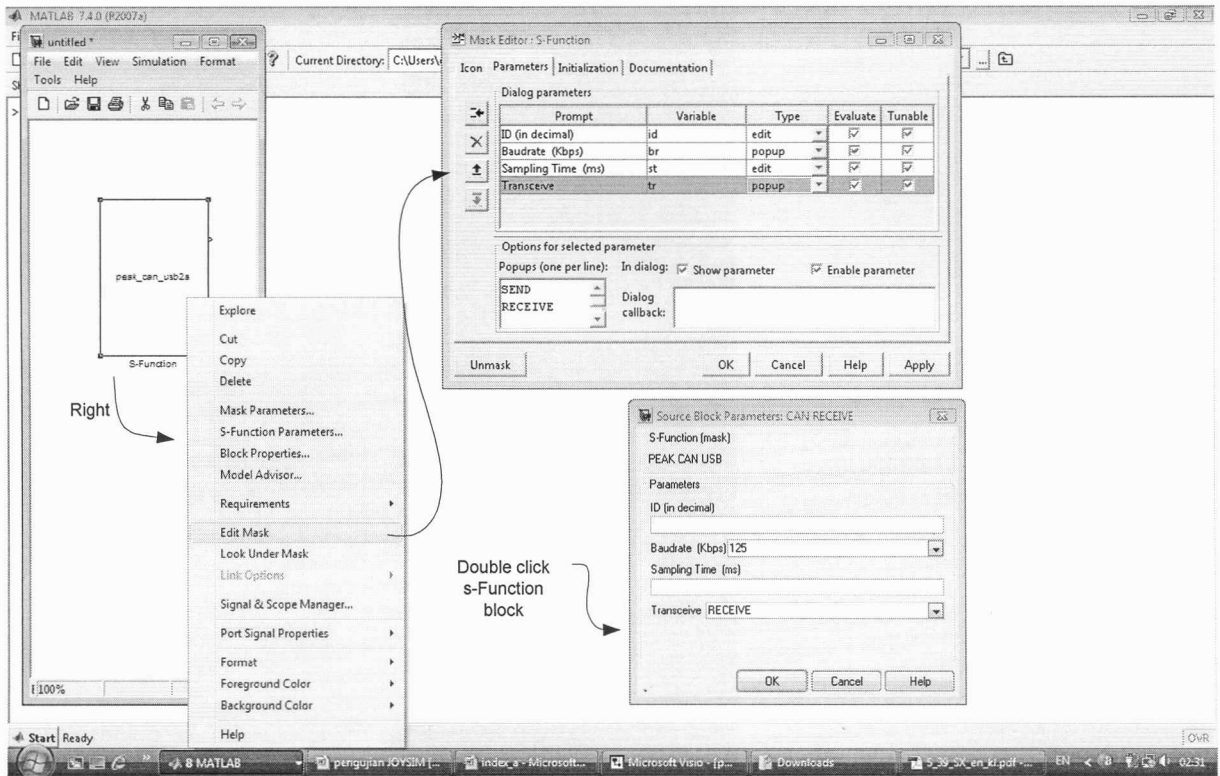 MATLAB 7.4.0 (R2007a)
untitled *
File Edit View Simulation Format
Tools Help
Current Directory: C:\Users\
peak_can_usb2a
S-Function
Right
Explore
Cut
Copy
Delete
Mask Parameters...
S-Function Parameters...
Block Properties...
Model Advisor...
Requirements
Edit Mask
Look Under Mask
Link Options
Signal & Scope Manager...
Port Signal Properties
Format
Foreground Color
Background Color
Help
100%
Mask Editor : S-Function
Icon Parameters Initialization Documentation
Dialog parameters
Prompt Variable Type Evaluate Tunable
ID (in decimal) id edit
Baudrate (Kbps) br popup
Sampling Time (ms) st edit
Transceive tr popup
Options for selected parameter
Popups (one per line): In dialog: Show parameter Enable parameter
SEND
RECEIVE
Dialog
callback:
Unmask OK Cancel Help Apply
Double click
s-Function
block
Source Block Parameters: CAN RECEIVE
S-Function (mask)
PEAK CAN USB
Parameters
ID (in decimal)
Baudrate (Kbps) 125
Sampling Time (ms)
Transceive RECEIVE
OK Cancel Help
Start Ready OVR
8 MATLAB pengujian JOYSIM [... index_a - Microsoft... Microsoft Visio - [p... Downloads 5_39_SX_en_kl.pdf -... EN 02:31